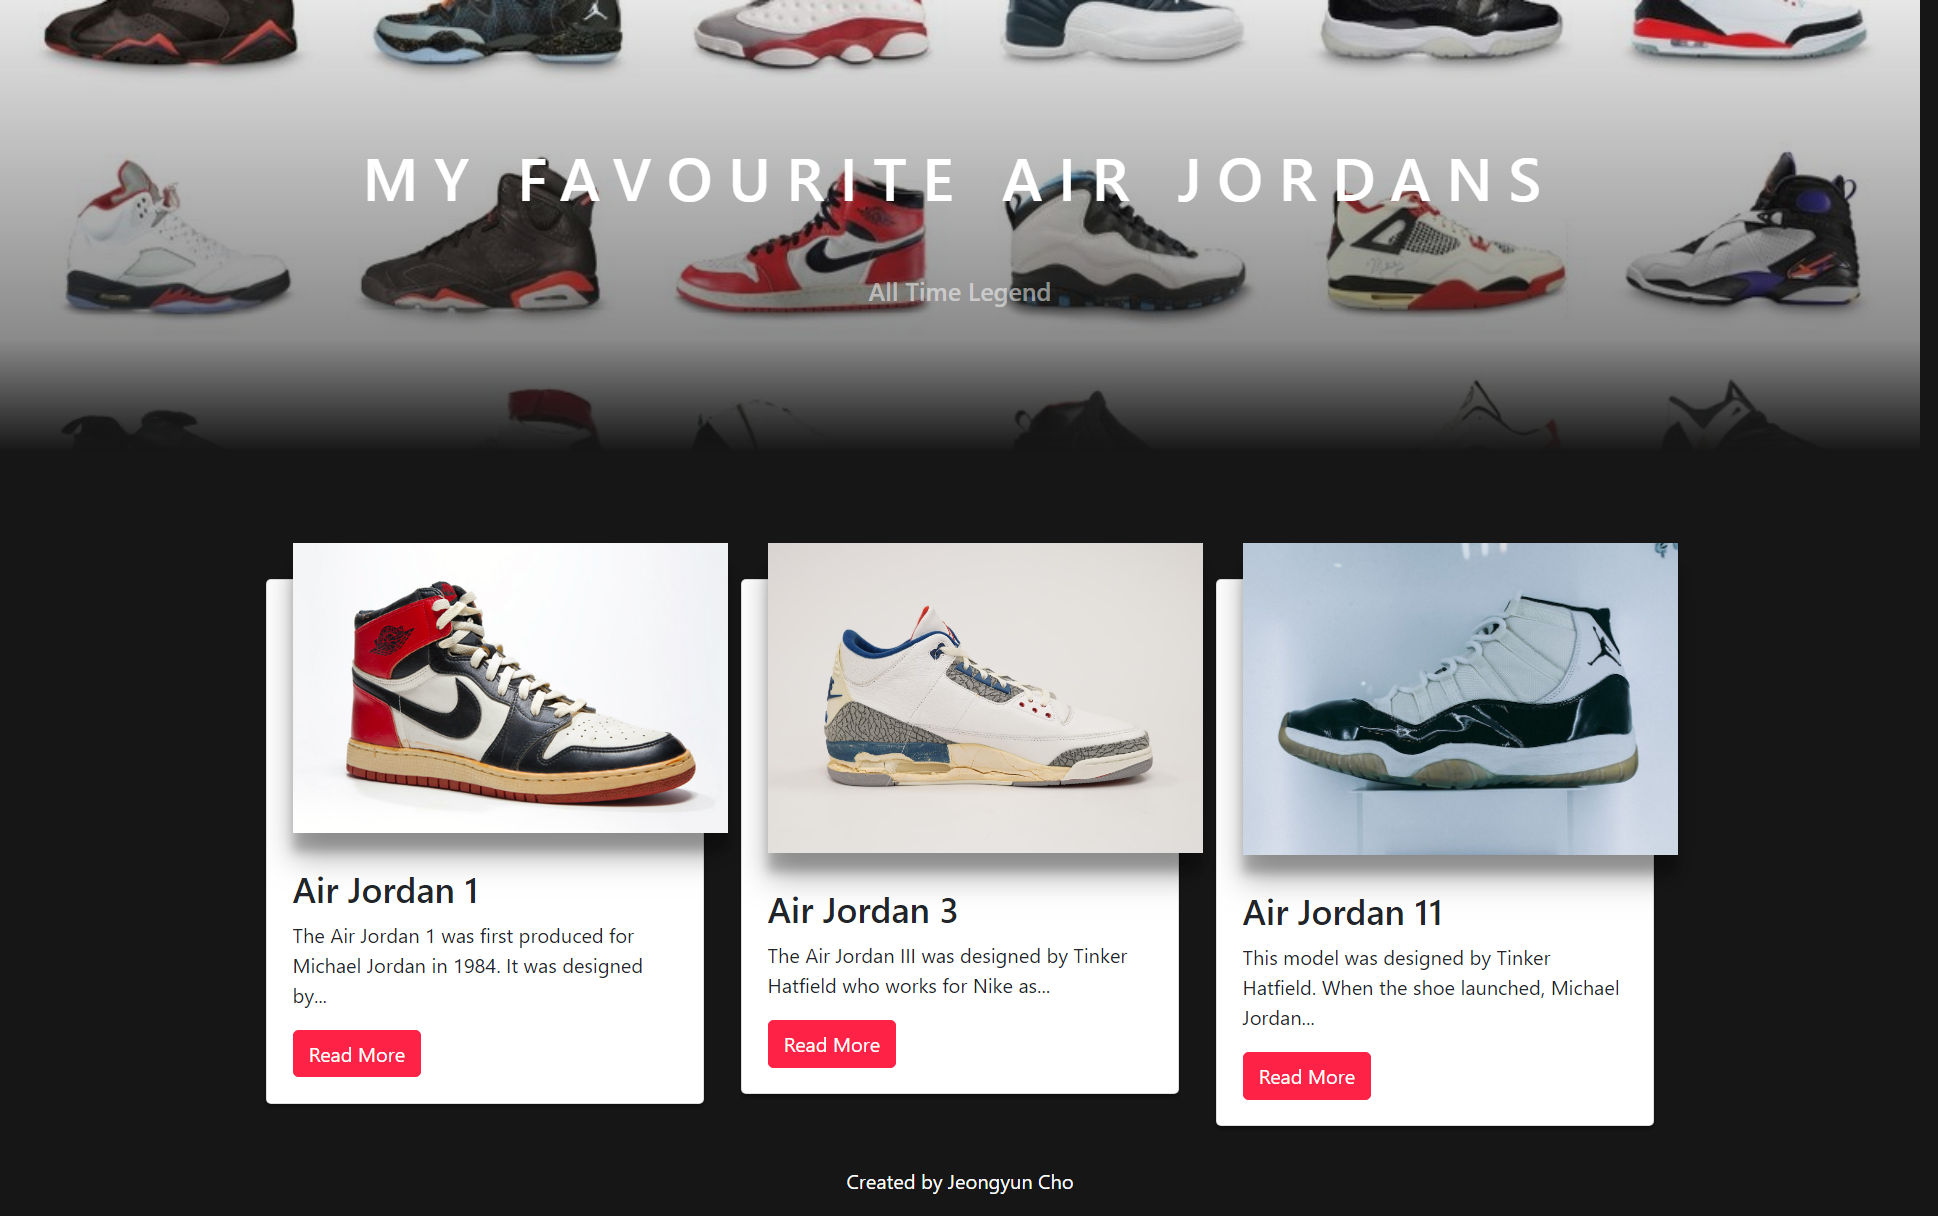 MY FAVOURITE AIR JORDANS
All Time Legend
Air Jordan 1
The Air Jordan 1 was first produced for
Michael Jordan in 1984. It was designed
by...
Read More
Air Jordan 3
The Air Jordan III was designed by Tinker
Hatfield who works for Nike as...
Read More
Air Jordan 11
This model was designed by Tinker
Hatfield. When the shoe launched, Michael
Jordan...
Read More
Created by Jeongyun Cho